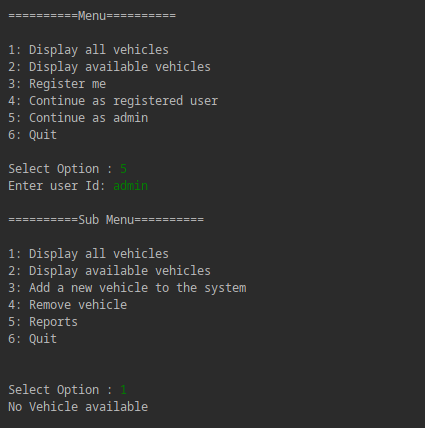 ==========Menu==========
1: Display all vehicles
2: Display available vehicles
3: Register me
4: Continue as registered user
5: Continue as admin
6: Quit
Select Option : 5
Enter user Id: admin
==========Sub Menu==========
1: Display all vehicles
2: Display available vehicles
3: Add a new vehicle to the system
4: Remove vehicle
5: Reports
6: Quit
Select Option : 1
No Vehicle available